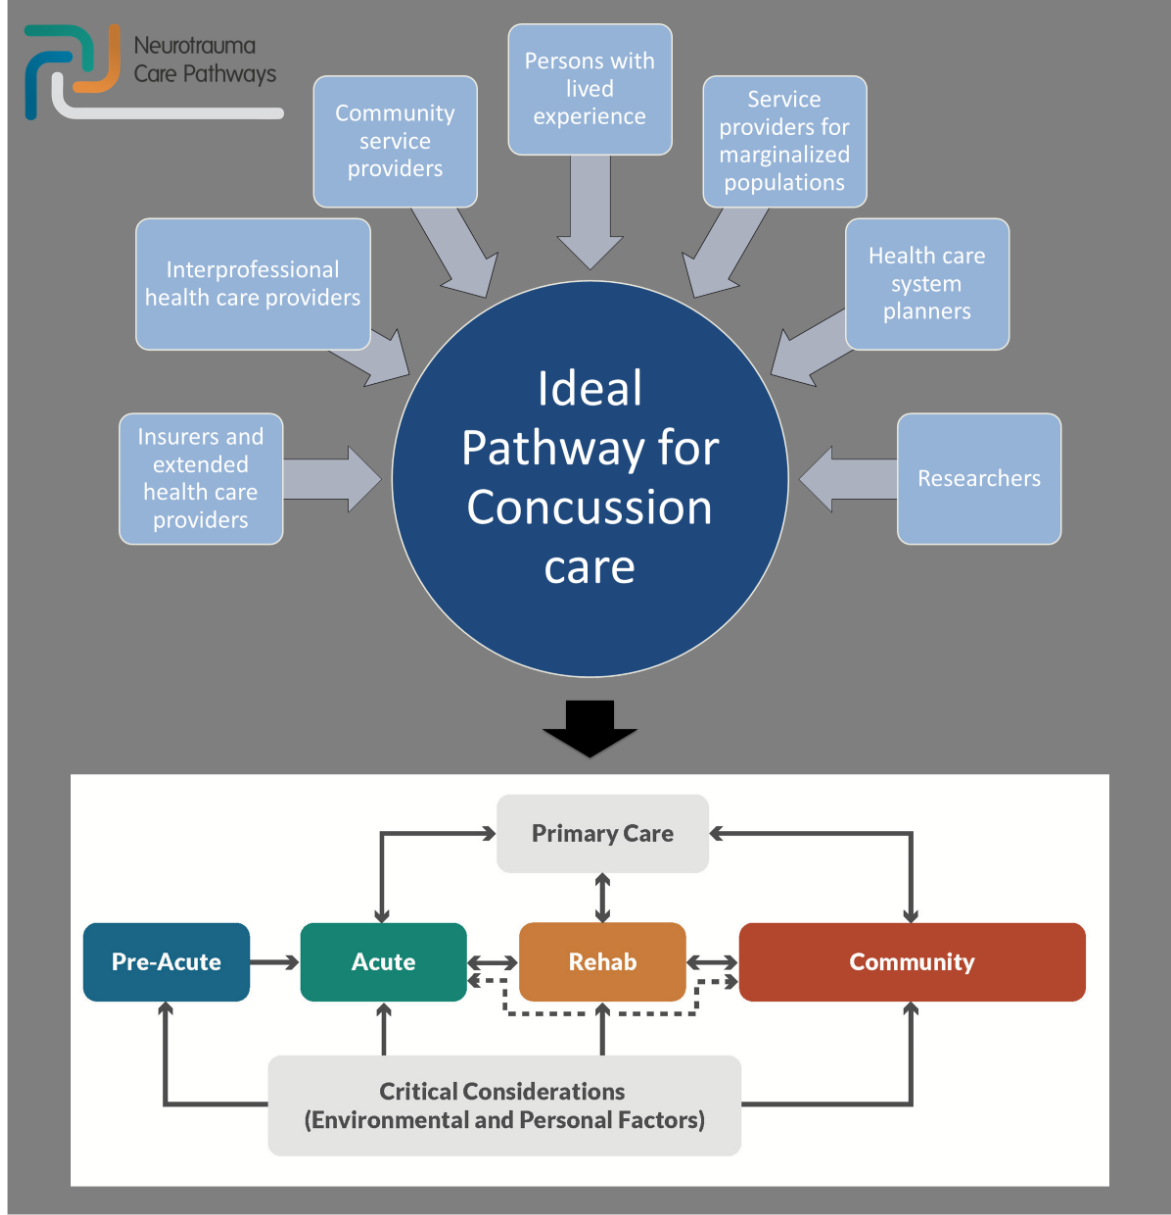 Neurotrauma
Care Pathways
Persons with
lived
experience
Community
service
providers
Service
providers for
marginalized
populations
Interprofessional
health care providers
Health care
system
planners
Insurers and
extended
health care
providers
Researchers
Ideal
Pathway for
Concussion
care
Primary Care
Pre-Acute
Acute
Rehab
Community
Critical Considerations
(Environmental and Personal Factors)